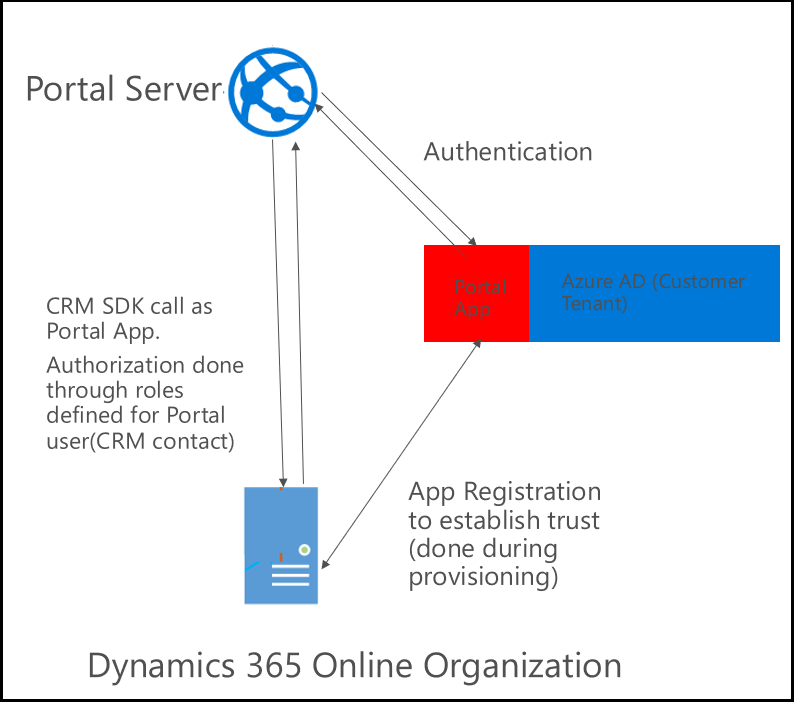 Portal Server
Authentication
Portal
App
Azure AD (Customer
Tenant)
CRM SDK call as
Portal App.
Authorization done
through roles
defined for Portal
user(CRM contact)
App Registration
to establish trust
(done during
provisioning)
Dynamics 365 Online Organization